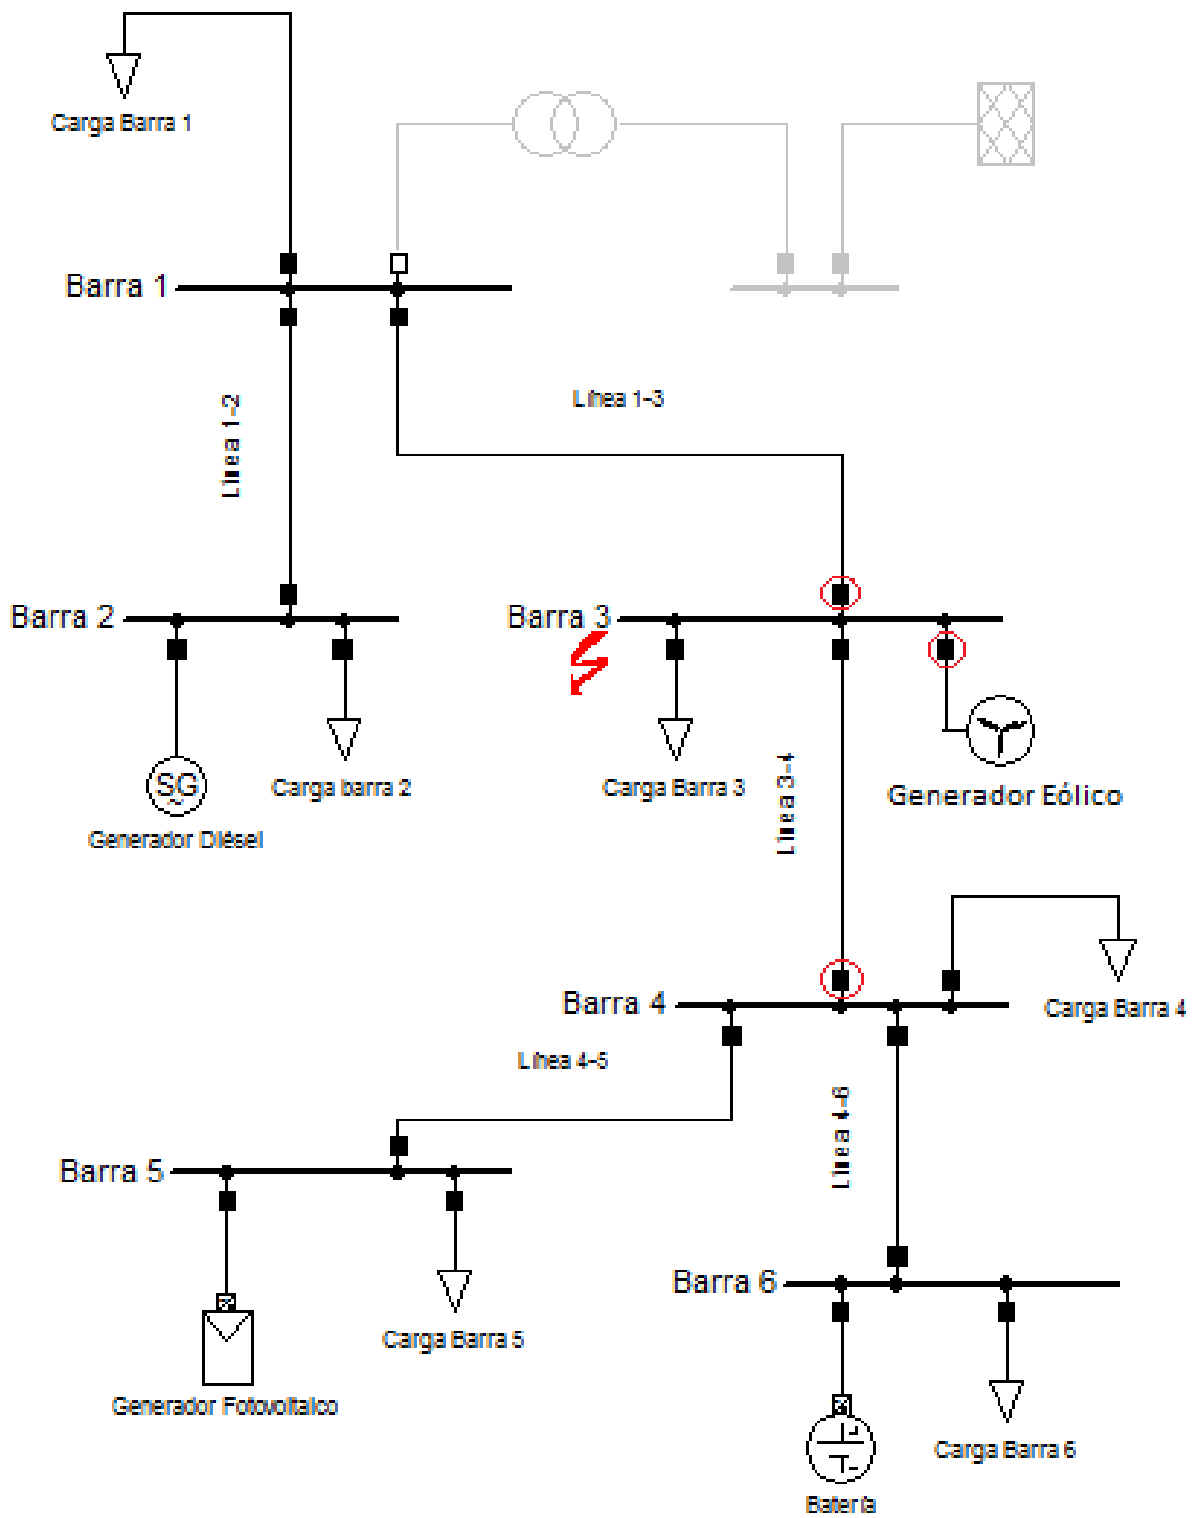 Carga Barra 1
Barra 1
Línea 1-2
Línea 1-3
Barra 2
Barra 3
SG
~
Carga barra 2
Carga Barra 3
Generador Eólico
Generador Diésel
Línea 3-4
Barra 4
Carga Barra 4
Línea 4-5
Línea 4-6
Barra 5
Barra 6
Carga Barra 5
Generador Fotovoltaico
Carga Barra 6
Batería